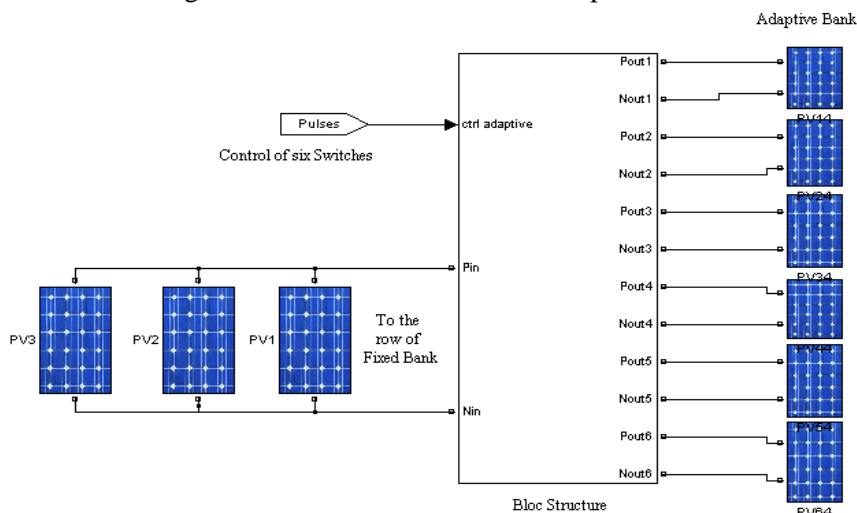 Adaptive Bank
Pout1
Nout1
PV14
Pulses
ctrl adaptive
Control of six Switches
Pout2
Nout2
PV24
Pout3
Nout3
PV34
Pin
Pout4
Nout4
PV44
PV3
PV2
PV1
To the
row of
Fixed Bank
Pout5
Nout5
PV54
Nin
Pout6
Nout6
PV64
Bloc Structure